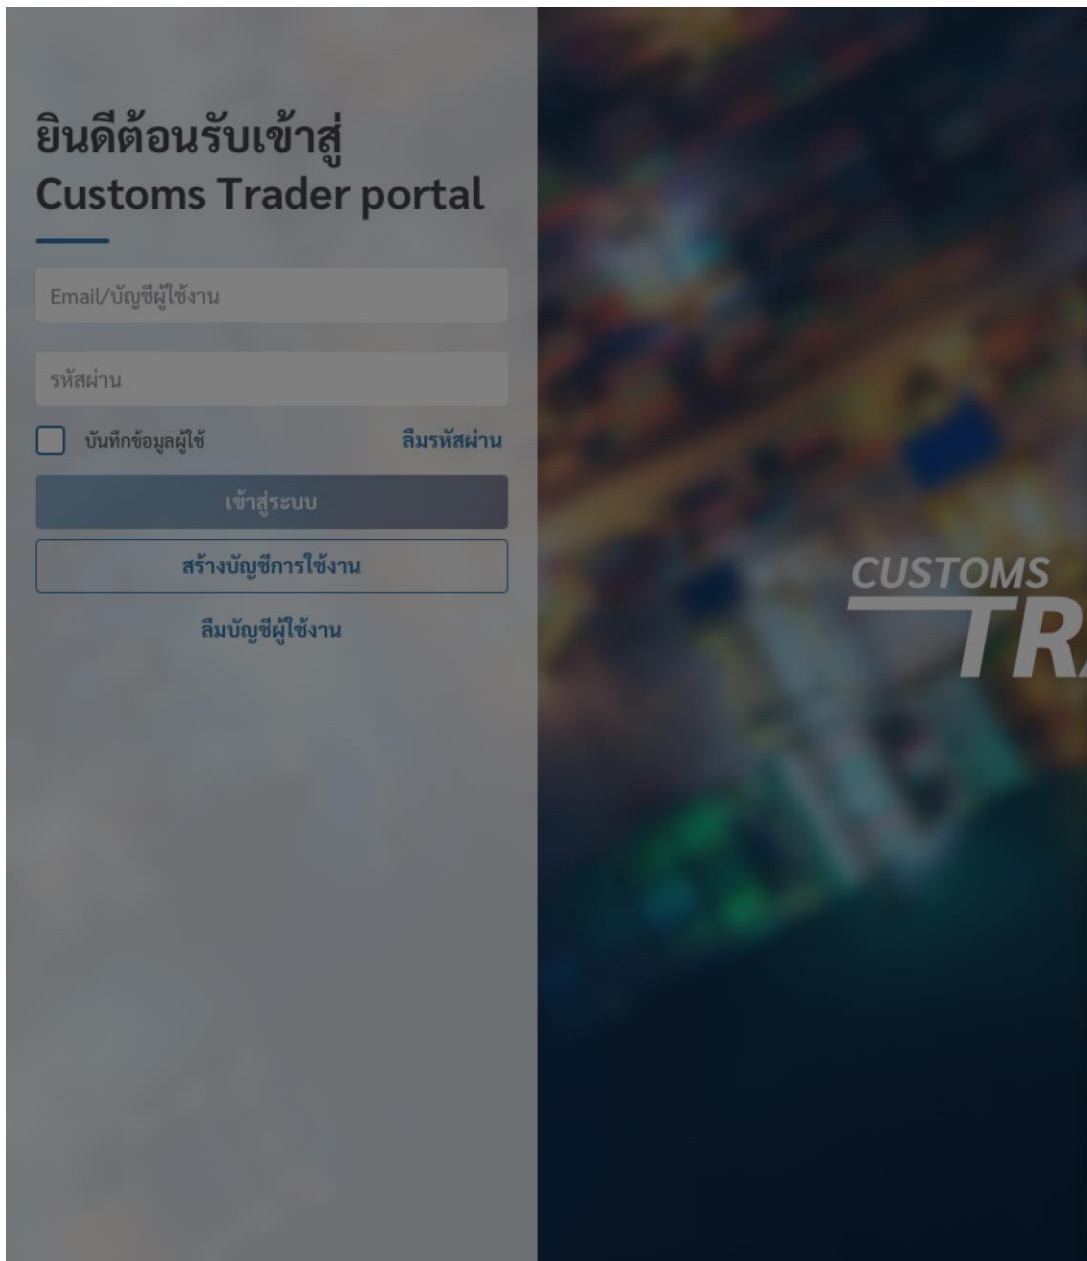 ยินดีต้อนรับเข้าสู่
Customs Trader portal
Email/บัญชีผู้ใช้งาน
รหัสผ่าน
บันทึกข้อมูลผู้ใช้ ลืมรหัสผ่าน
เข้าสู่ระบบ
สร้างบัญชีการใช้งาน
ลืมบัญชีผู้ใช้งาน
CUSTOMS
TRA